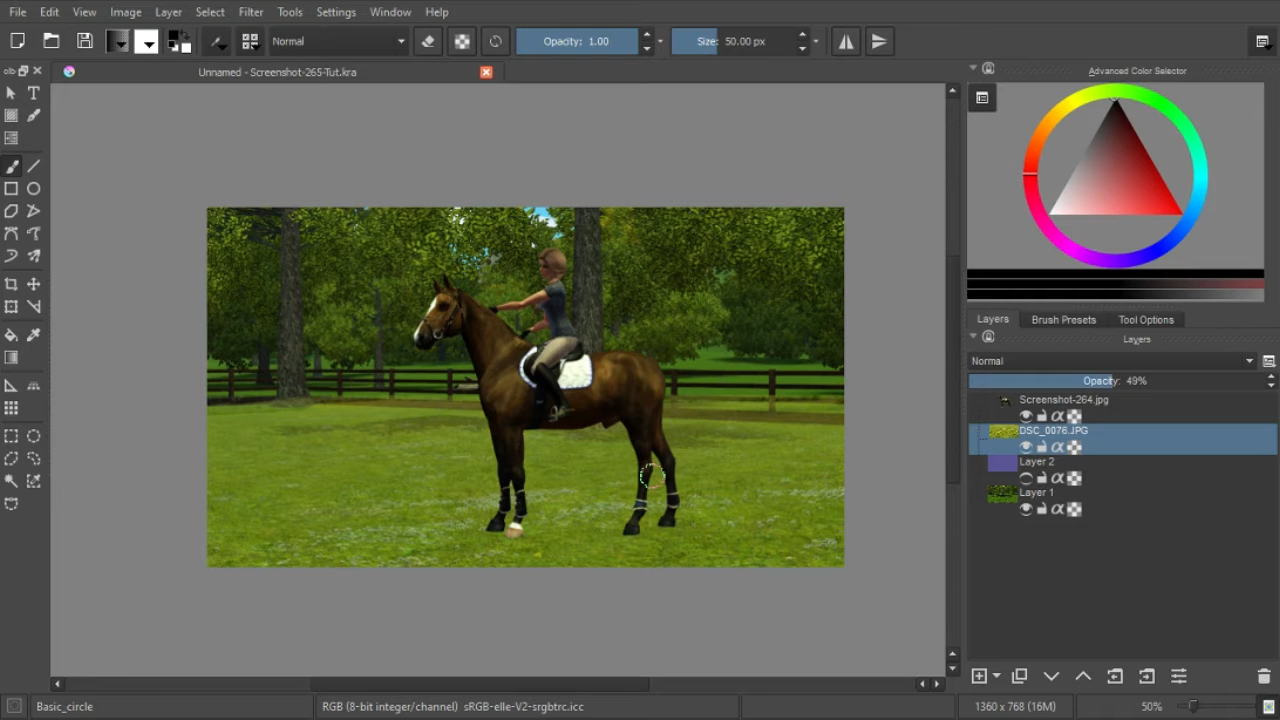 File Edit View Image Layer Select Filter Tools Settings Window Help
Normal Opacity: 1.00 Size: 50.00 px
Unnamed - Screenshot-265-Tut.kra
Advanced Color Selector
Layers Brush Presets Tool Options
Layers
Normal
Opacity: 49%
Screenshot-264.jpg
DSC_0076.JPG
Layer 2
Layer 1
Basic_circle RGB (8-bit integer/channel) sRGB-elle-V2-srgbtrc.icc 1360 x 768 (16M) 50%